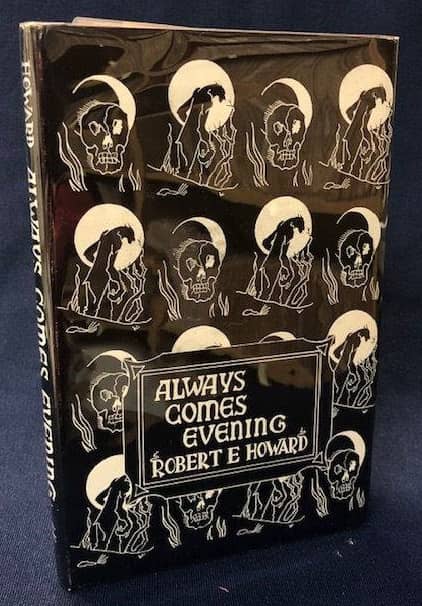 ALWAYS
COMES
EVENING
ROBERT E HOWARD
HOWARD ALWAYS COMES EVENING